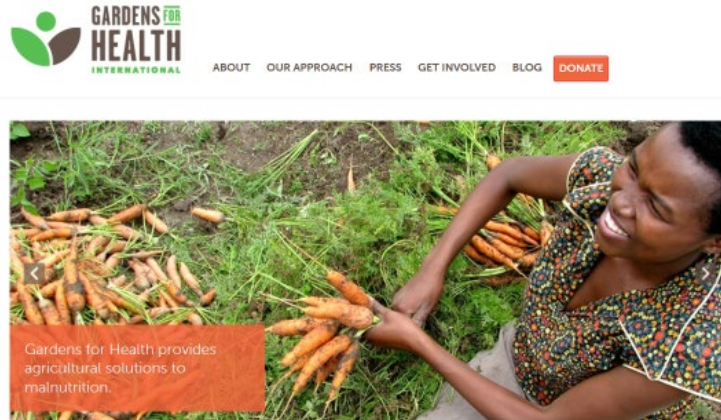 GARDENS FOR
HEALTH
INTERNATIONAL
ABOUT OUR APPROACH PRESS GET INVOLVED BLOG DONATE
Gardens for Health provides
agricultural solutions to
malnutrition.